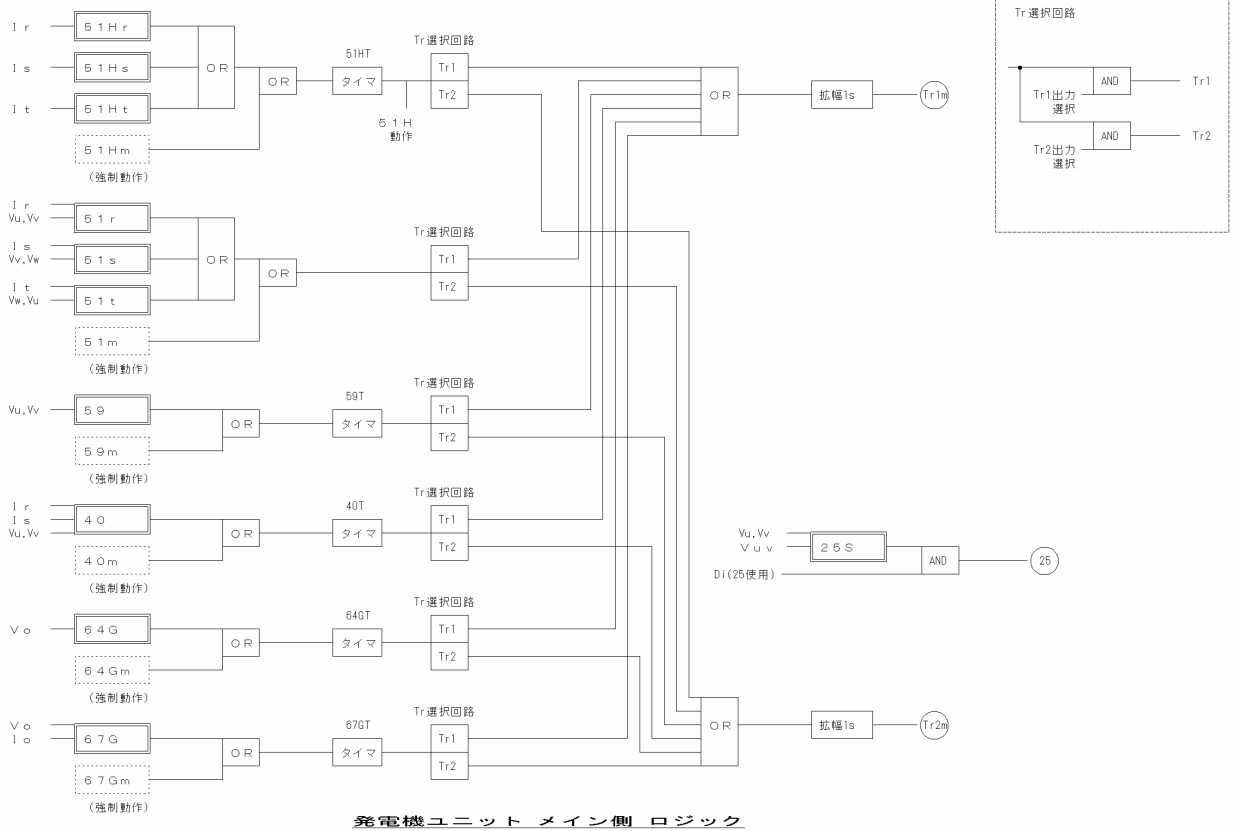 Ir
51Hr
Is
51Hs
It
51Ht
OR
OR
51Hm
(強制動作)
51HT
タイマ
51H
動作
Tr選択回路
Tr1
Tr2
Ir
Vu,Vv
51r
Is
Vv,Vw
51s
It
Vw,Vu
51t
OR
OR
51m
(強制動作)
Tr選択回路
Tr1
Tr2
Vu,Vv
59
OR
59m
(強制動作)
59T
タイマ
Tr選択回路
Tr1
Tr2
Ir
Is
Vu,Vv
40
OR
40m
(強制動作)
40T
タイマ
Tr選択回路
Tr1
Tr2
Vo
64G
OR
64Gm
(強制動作)
64GT
タイマ
Tr選択回路
Tr1
Tr2
Vo
Io
67G
OR
67Gm
(強制動作)
67GT
タイマ
Tr選択回路
Tr1
Tr2
OR
拡幅1s
Tr1m
OR
拡幅1s
Tr2m
Vu,Vv
Vuv
25S
Di(25使用)
AND
25
Tr選択回路
AND
Tr1
Tr1出力
選択
AND
Tr2
Tr2出力
選択
発電機ユニット メイン側 ロジック